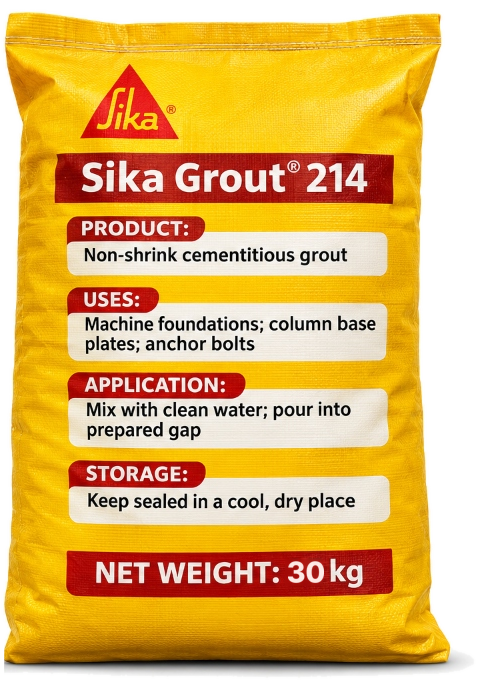 Sika®
Sika Grout® 214
PRODUCT:
Non-shrink cementitious grout
USES:
Machine foundations; column base
plates; anchor bolts
APPLICATION:
Mix with clean water; pour into
prepared gap
STORAGE:
Keep sealed in a cool, dry place
NET WEIGHT: 30 kg